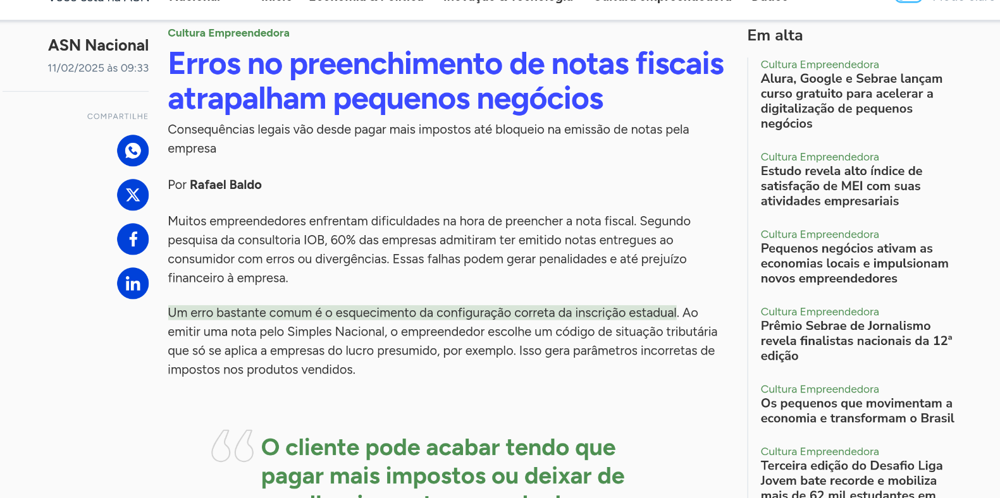 ASN Nacional
11/02/2025 às 09:33
COMPARTILHE
Cultura Empreendedora
Erros no preenchimento de notas fiscais
atrapalham pequenos negócios
Consequências legais vão desde pagar mais impostos até bloqueio na emissão de notas pela
empresa
Por Rafael Baldo
Muitos empreendedores enfrentam dificuldades na hora de preencher a nota fiscal. Segundo
pesquisa da consultoria IOB, 60% das empresas admitiram ter emitido notas entregues ao
consumidor com erros ou divergências. Essas falhas podem gerar penalidades e até prejuízo
financeiro à empresa.
Um erro bastante comum é o esquecimento da configuração correta da inscrição estadual. Ao
emitir uma nota pelo Simples Nacional, o empreendedor escolhe um código de situação tributária
que só se aplica a empresas do lucro presumido, por exemplo. Isso gera parâmetros incorretas de
impostos nos produtos vendidos.
O cliente pode acabar tendo que
pagar mais impostos ou deixar de
Em alta
Cultura Empreendedora
Alura, Google e Sebrae lançam
curso gratuito para acelerar a
digitalização de pequenos
negócios
Cultura Empreendedora
Estudo revela alto índice de
satisfação de MEI com suas
atividades empresariais
Cultura Empreendedora
Pequenos negócios ativam as
economias locais e impulsionam
novos empreendedores
Cultura Empreendedora
Prêmio Sebrae de Jornalismo
revela finalistas nacionais da 12ª
edição
Cultura Empreendedora
Os pequenos que movimentam a
economia e transformam o Brasil
Cultura Empreendedora
Terceira edição do Desafio Liga
Jovem bate recorde e mobiliza
mais de 62 mil estudantes em